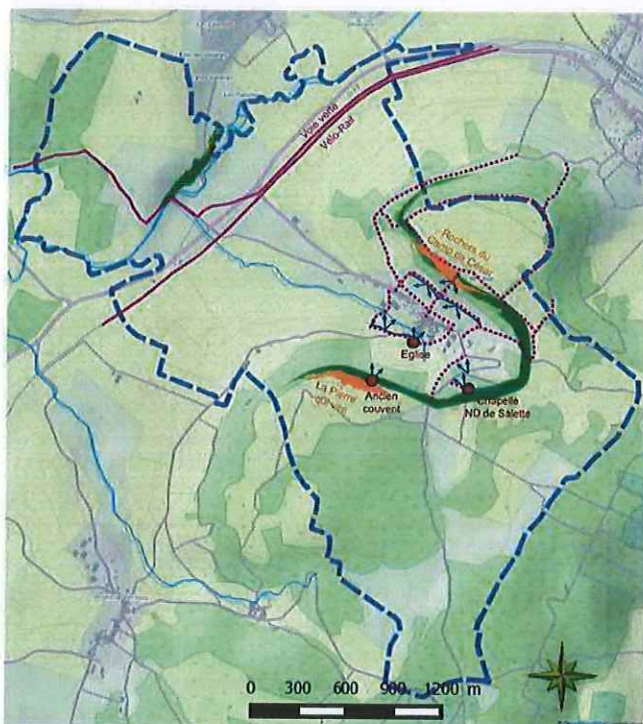 Voie verte
Vélo-Rail
Rochers du
Camp de César
Eglise
La Pierre
qui-Vire
Ancien
couvent
Chapelle
ND de Salette
0 300 600 900 1200 m